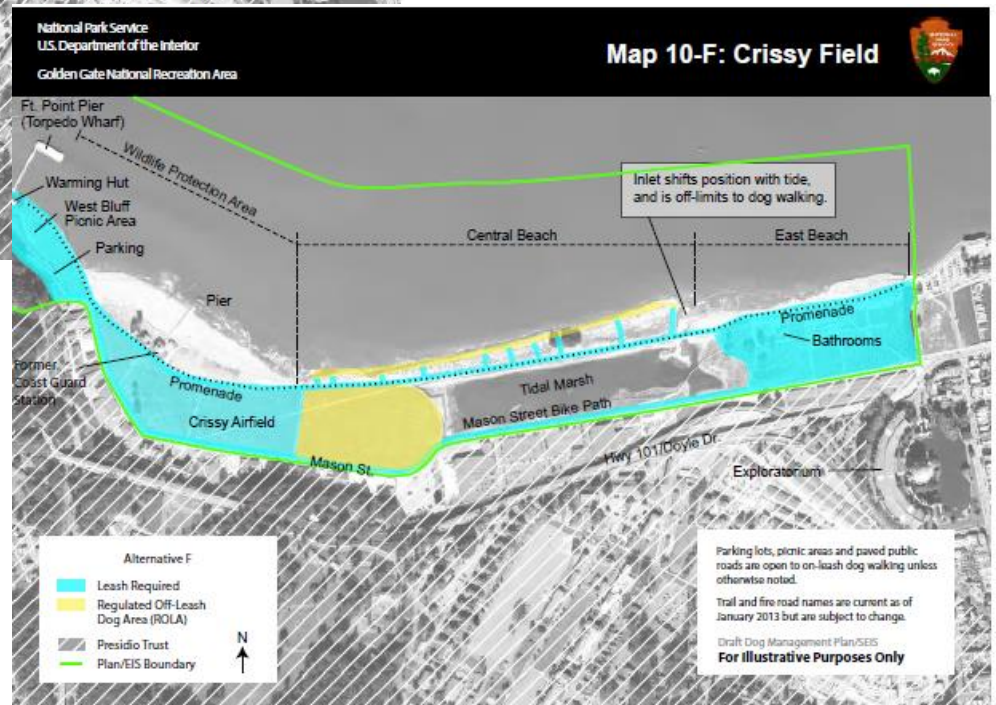 National Park Service
U.S. Department of the Interior
Golden Gate National Recreation Area
Map 10-F: Crissy Field
Ft. Point Pier
(Torpedo Wharf)
Wildlife Protection Area
Warming Hut
West Bluff
Picnic Area
Parking
Pier
Inlet shifts position with tide,
and is off-limits to dog walking.
Central Beach
East Beach
Promenade
Bathrooms
Former
Coast Guard
Station
Promenade
Crissy Airfield
Tidal Marsh
Mason Street Bike Path
Mason St.
Hwy 101/Doyle Dr.
Exploratorium
Alternative F
Leash Required
Regulated Off-Leash
Dog Area (ROLA)
Presidio Trust
Plan/EIS Boundary
N
Parking lots, picnic areas and paved public
roads are open to on-leash dog walking unless
otherwise noted.
Trail and fire road names are current as of
January 2013 but are subject to change.
Draft Dog Management Plan/SEIS
For Illustrative Purposes Only